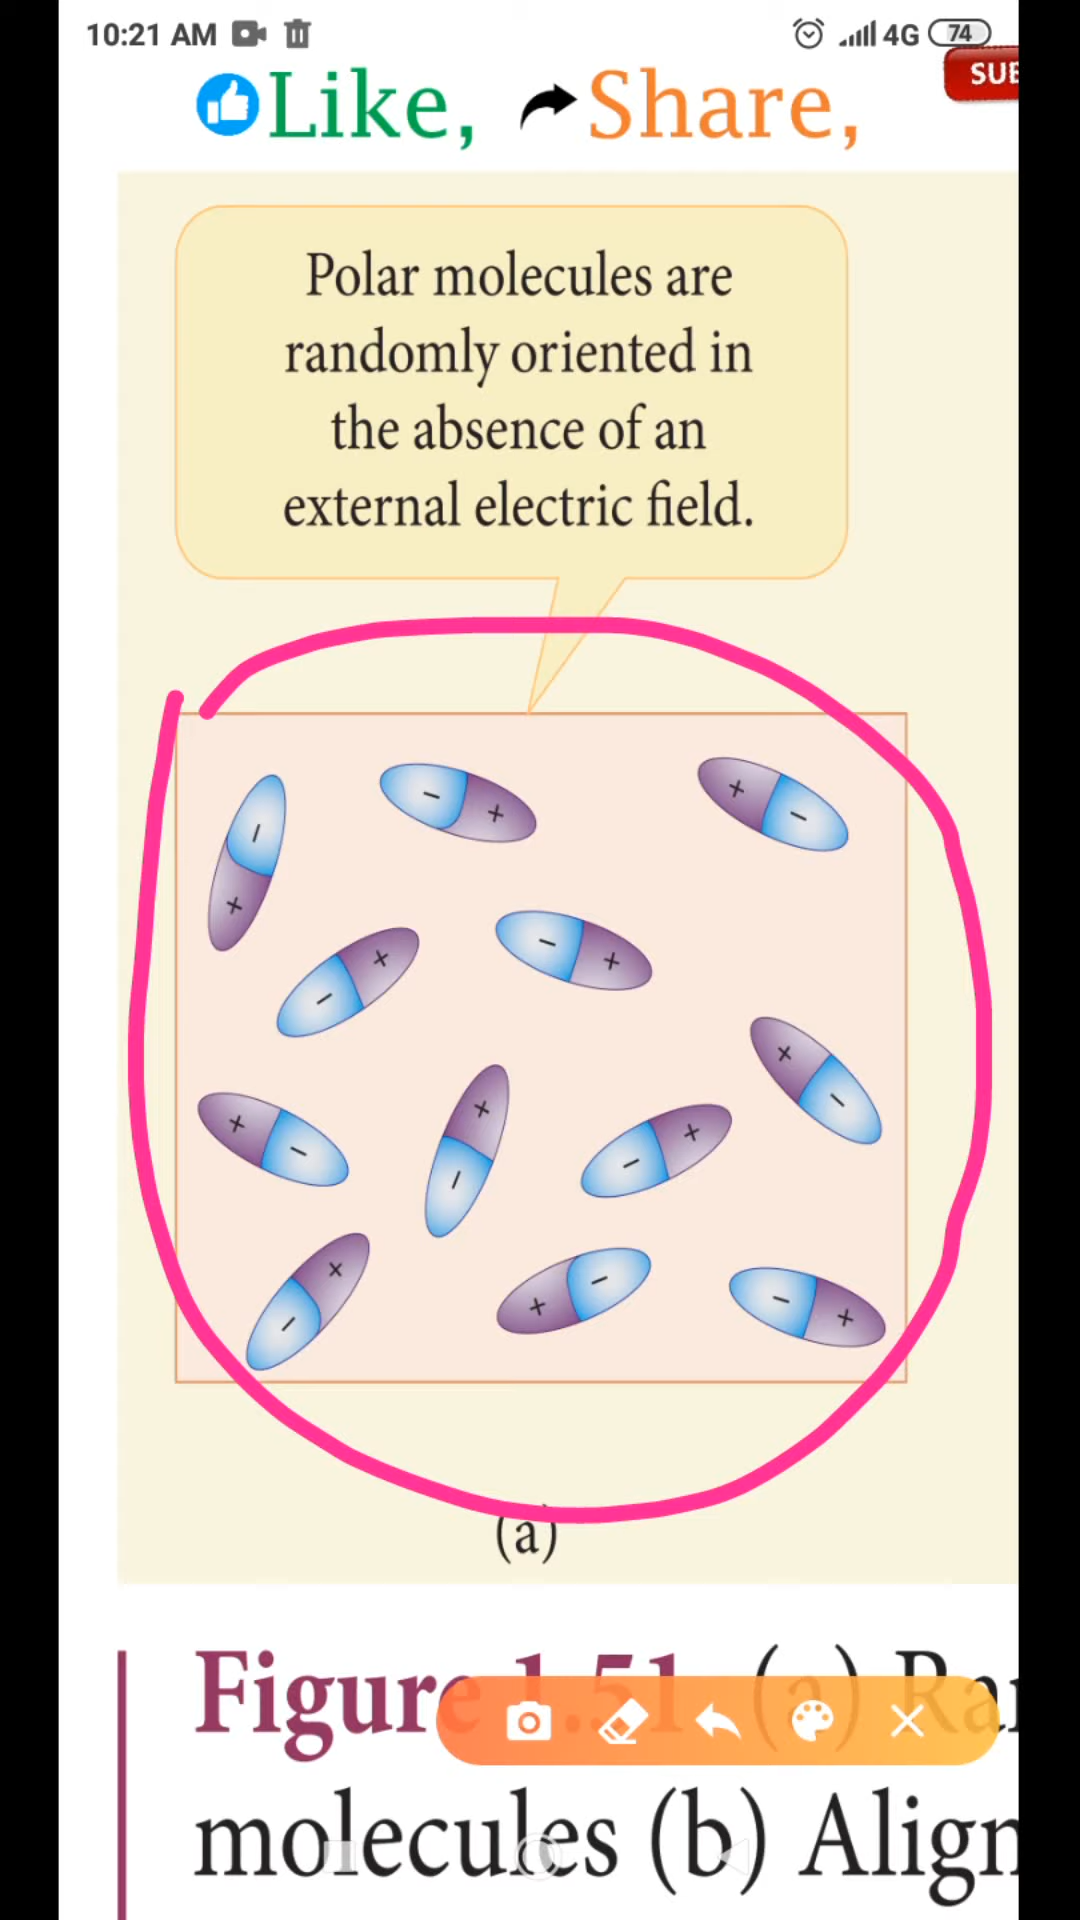 10:21 AM 4G 74
Like, Share,
SUB
Polar molecules are
randomly oriented in
the absence of an
external electric field.
(a)
Figure 1.51 (a) Ran
molecules (b) Align